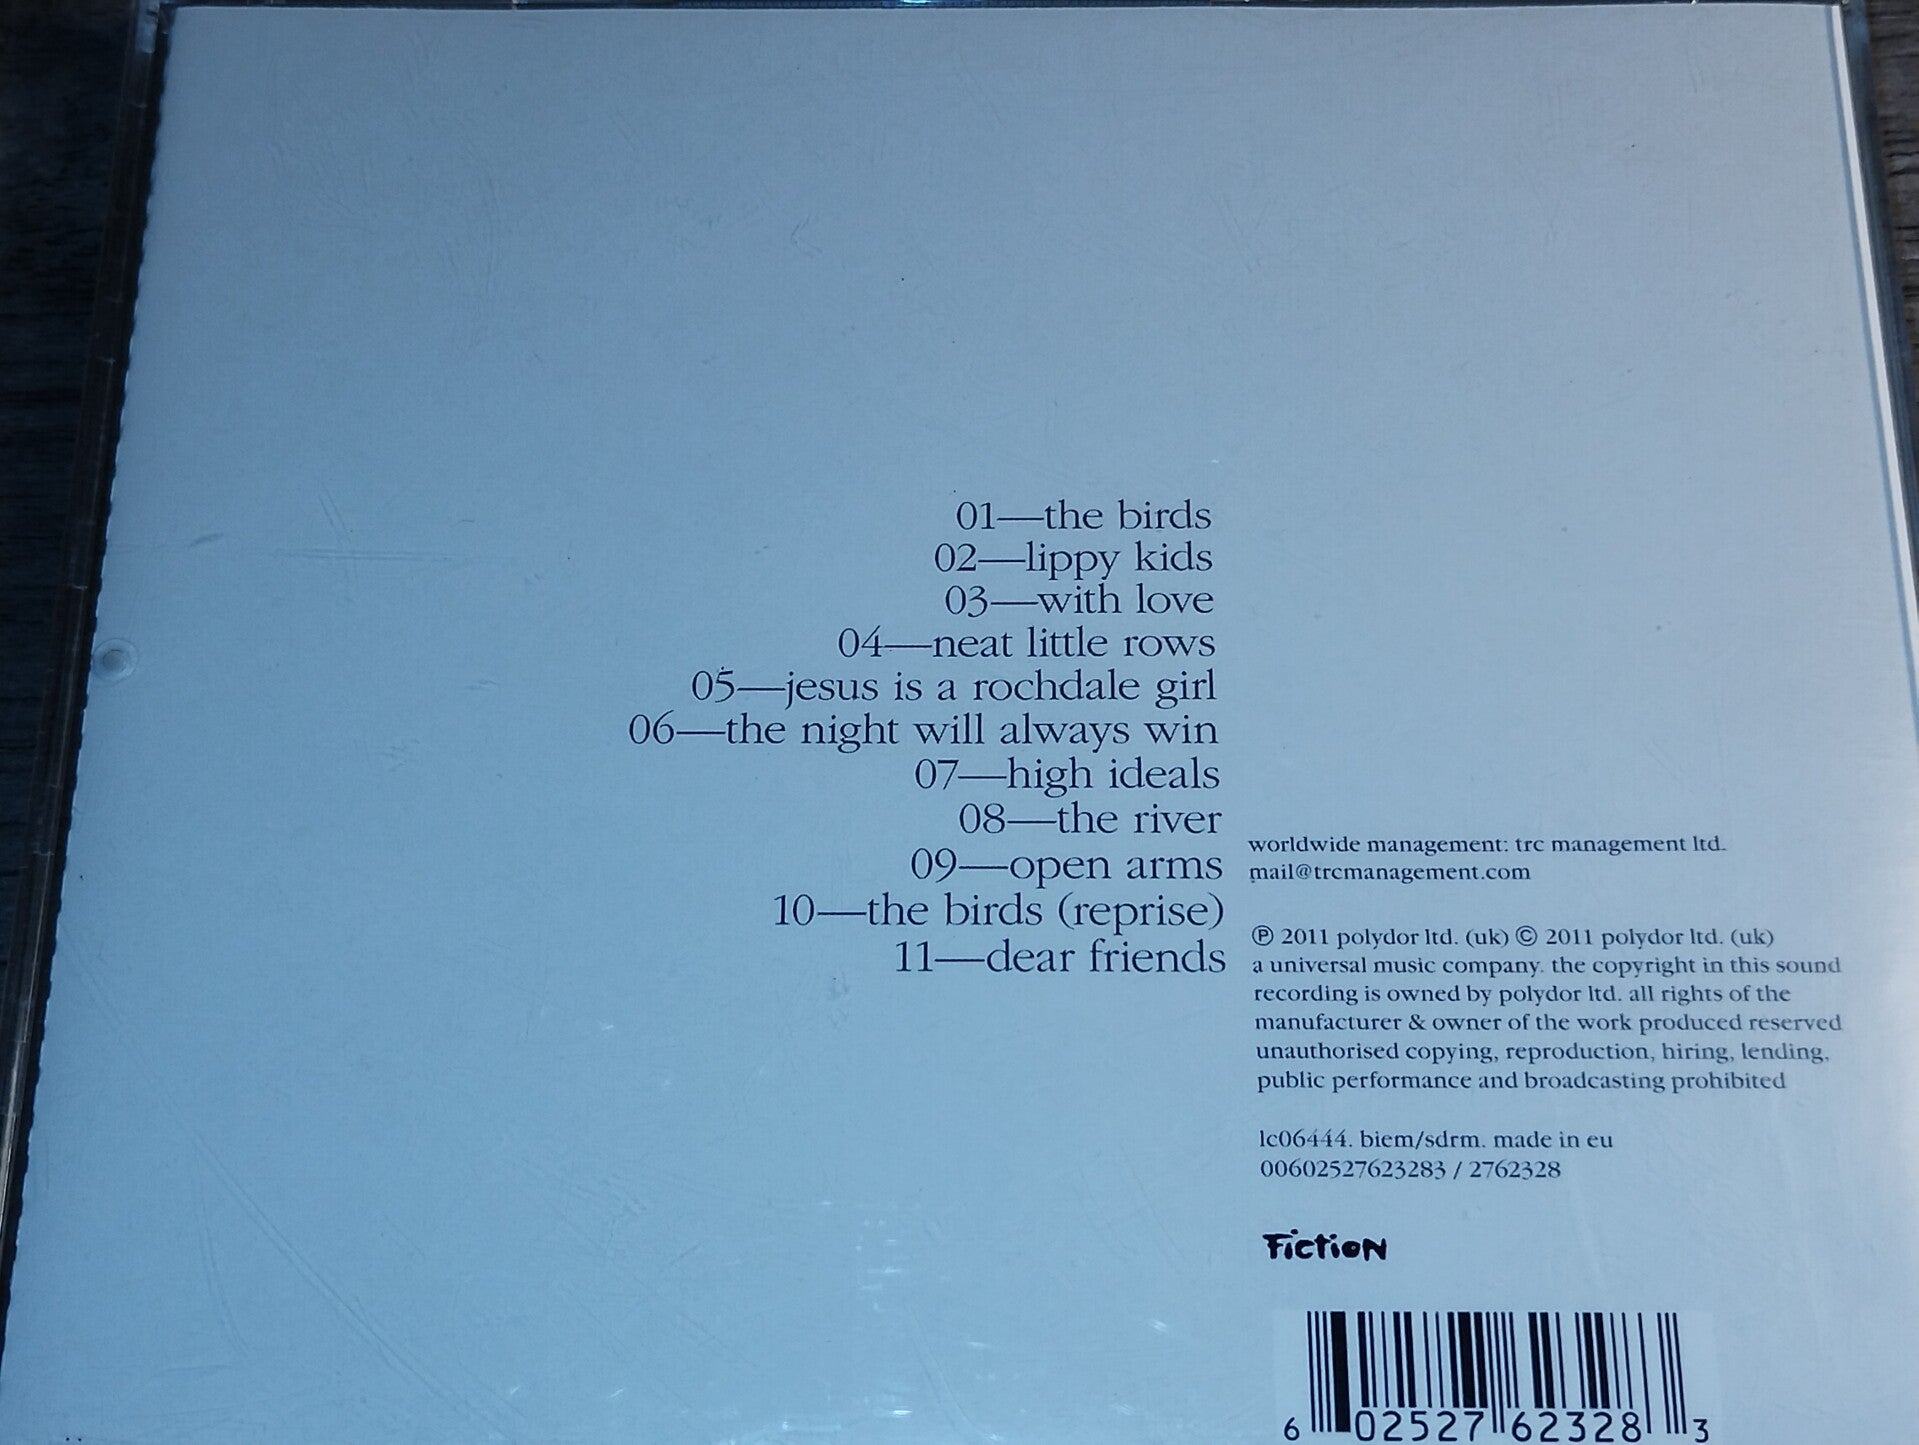 01—the birds
02—lippy kids
03—with love
04—neat little rows
05—jesus is a rochdale girl
06—the night will always win
07—high ideals
08—the river
09—open arms
10—the birds (reprise)
11—dear friends
worldwide management: trc management ltd.
mail@trcmanagement.com
℗ 2011 polydor ltd. (uk) © 2011 polydor ltd. (uk)
a universal music company. the copyright in this sound
recording is owned by polydor ltd. all rights of the
manufacturer & owner of the work produced reserved
unauthorised copying, reproduction, hiring, lending,
public performance and broadcasting prohibited
lc06444. biem/sdrm. made in eu
00602527623283 / 2762328
Fiction
6 02527 62328 3